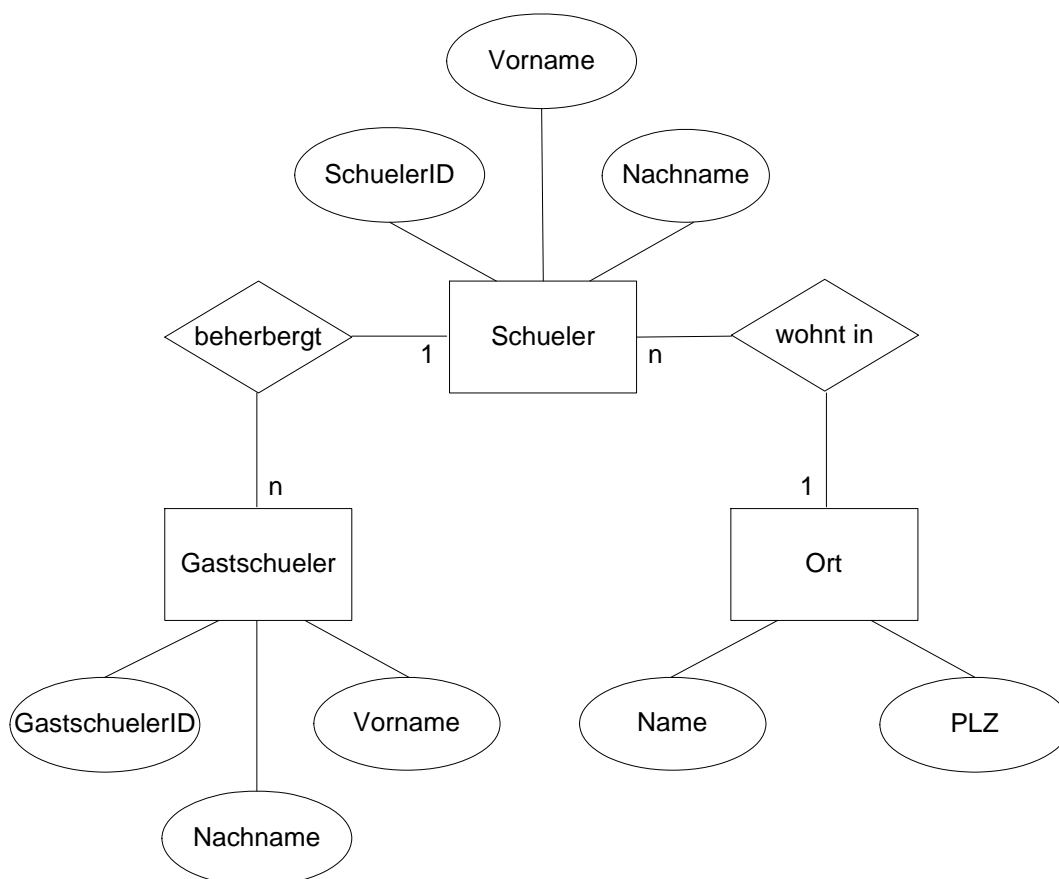 Vorname
SchuelerID
Nachname
beherbergt
1
Schueler
n
wohnt in
n
1
Gastschueler
Ort
GastschuelerID
Vorname
Name
PLZ
Nachname